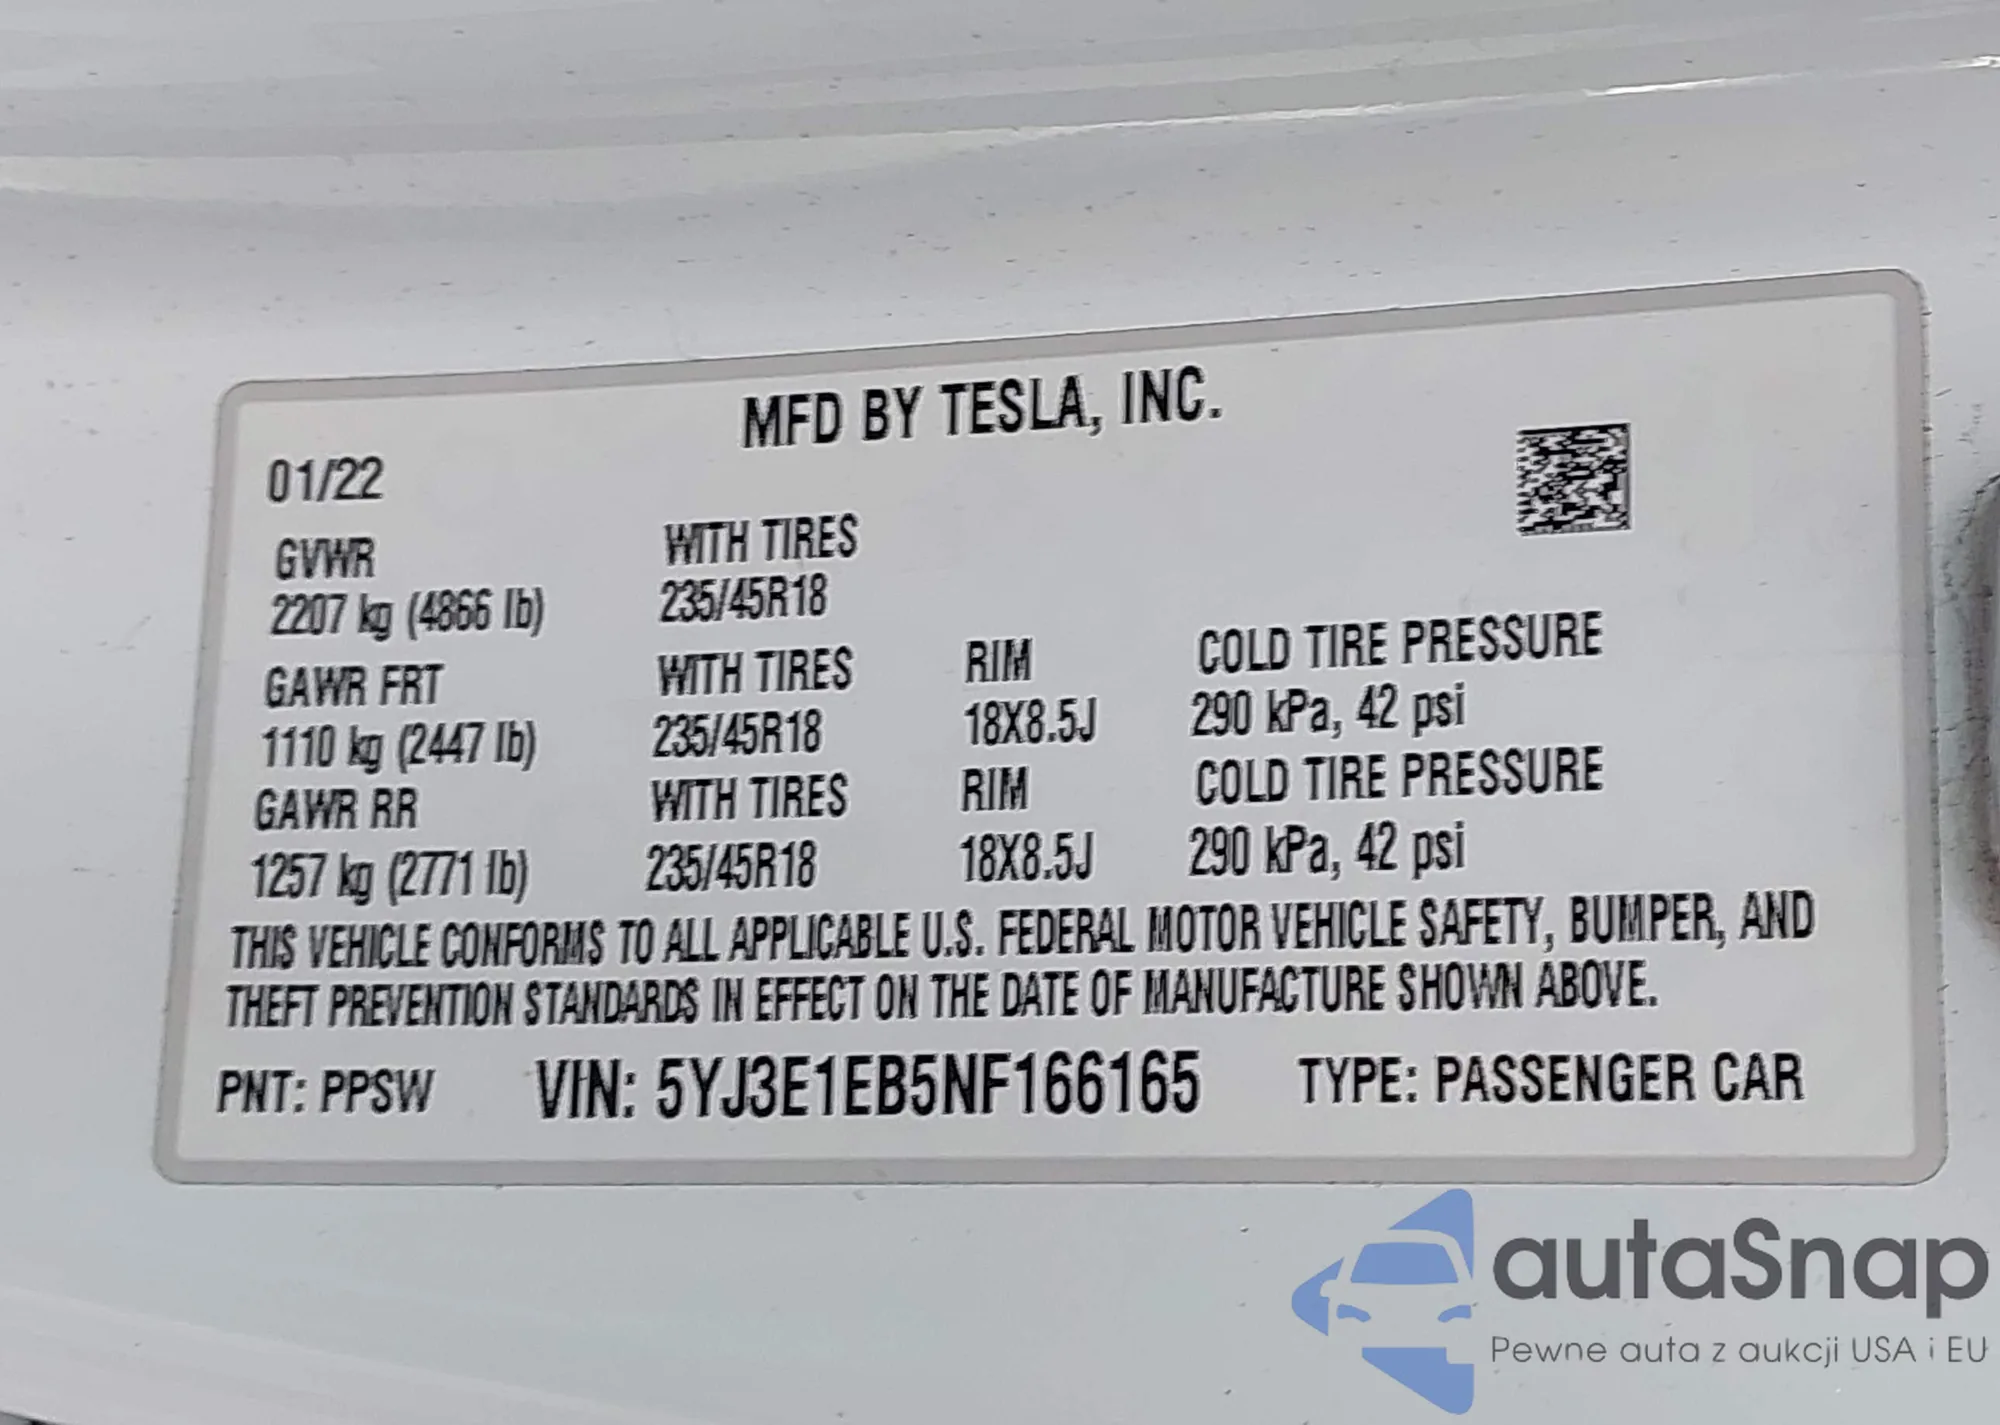 MFD BY TESLA, INC.
01/22
GVWR WITH TIRES
2207 kg (4866 lb) 235/45R18
GAWR FRT WITH TIRES RIM COLD TIRE PRESSURE
1110 kg (2447 lb) 235/45R18 18X8.5J 290 kPa, 42 psi
GAWR RR WITH TIRES RIM COLD TIRE PRESSURE
1257 kg (2771 lb) 235/45R18 18X8.5J 290 kPa, 42 psi
THIS VEHICLE CONFORMS TO ALL APPLICABLE U.S. FEDERAL MOTOR VEHICLE SAFETY, BUMPER, AND
THEFT PREVENTION STANDARDS IN EFFECT ON THE DATE OF MANUFACTURE SHOWN ABOVE.
PNT: PPSW VIN: 5YJ3E1EB5NF166165 TYPE: PASSENGER CAR
autaSnap
Pewne auta z aukcji USA i EU